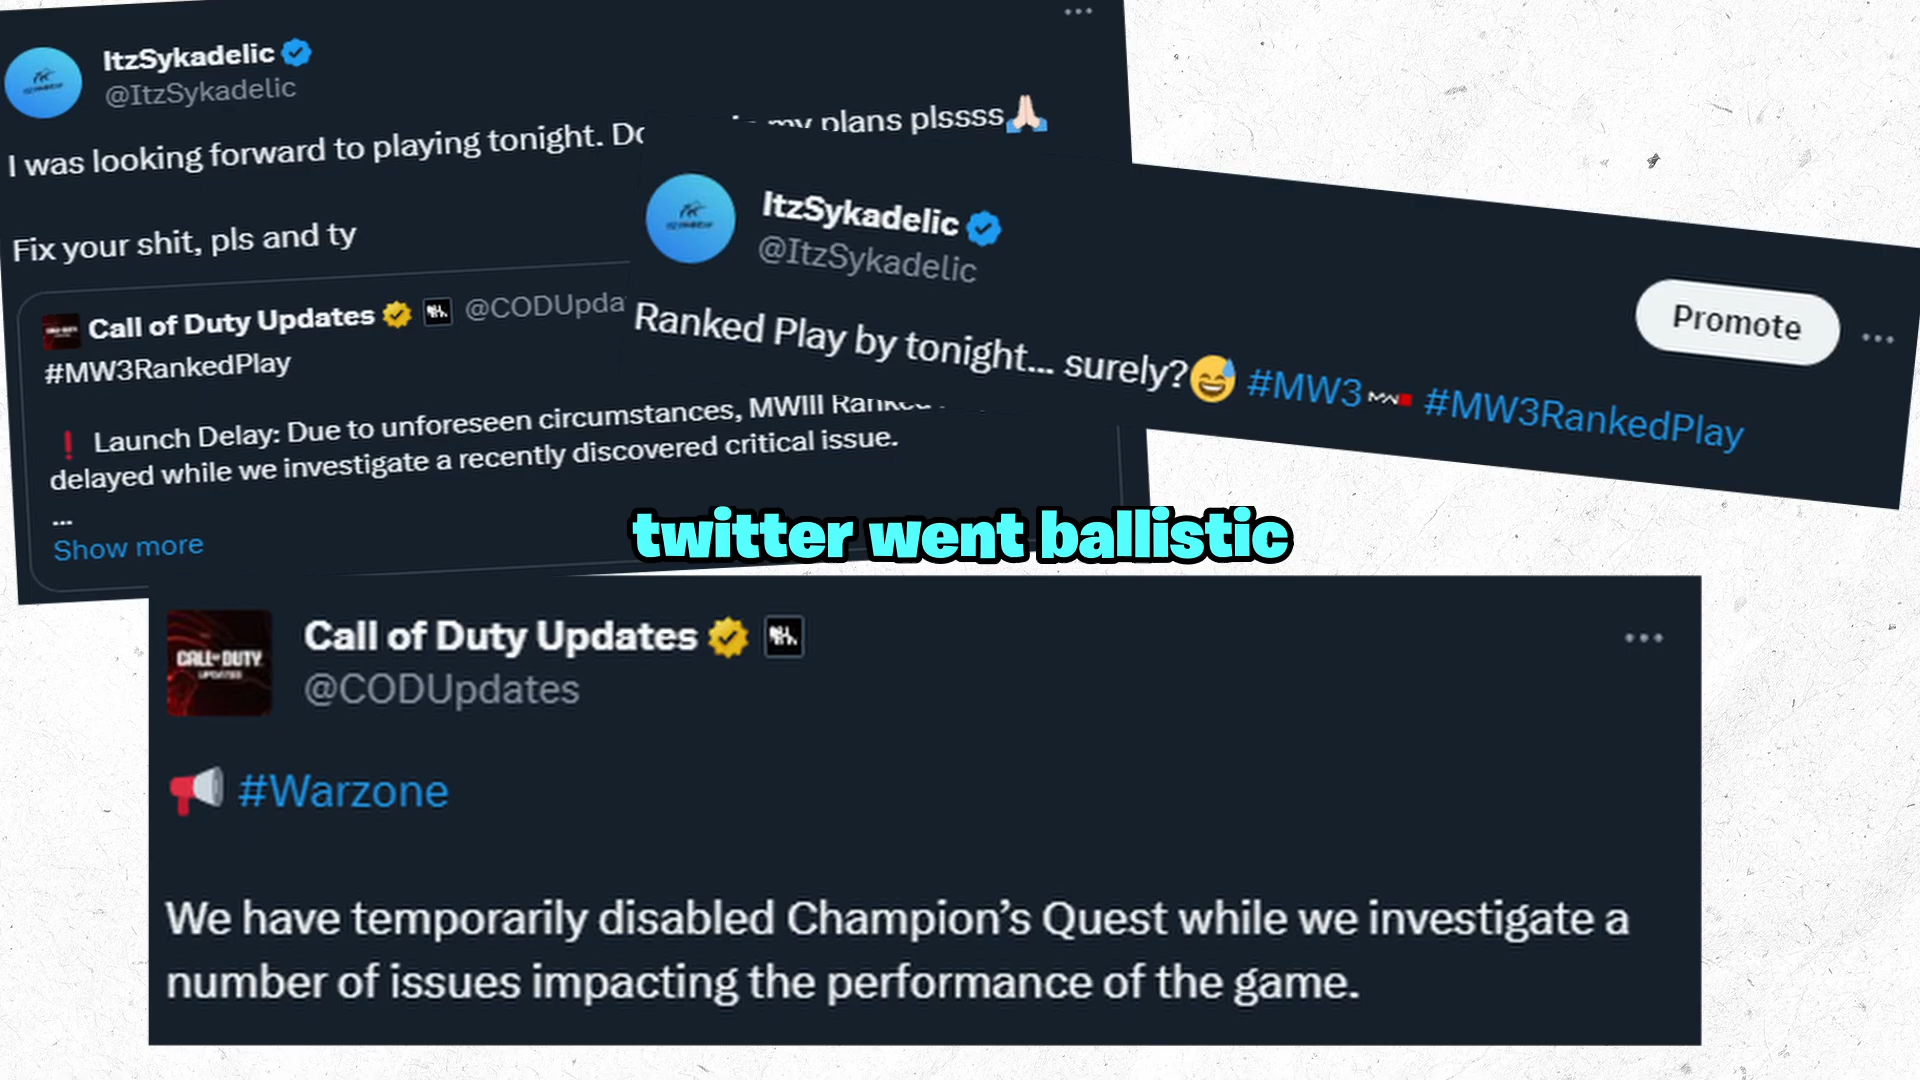 ItzSykadelic
@ItzSykadelic
I was looking forward to playing tonight. my plans plssss🙏🏻
Fix your shit, pls and ty
Call of Duty Updates
@CODUpda
#MW3RankedPlay
❗ Launch Delay: Due to unforeseen circumstances, MWIII Ranked
delayed while we investigate a recently discovered critical issue.
...
Show more
ItzSykadelic
@ItzSykadelic
Promote
Ranked Play by tonight... surely?😅 #MW3 #MW3RankedPlay
twitter went ballistic
Call of Duty Updates
@CODUpdates
CALL OF DUTY
UPDATES
📢 #Warzone
We have temporarily disabled Champion’s Quest while we investigate a
number of issues impacting the performance of the game.